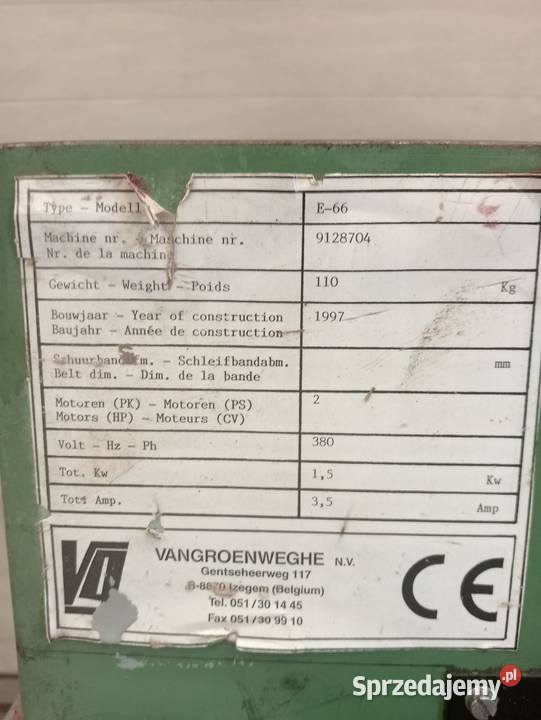 Type - Modell E-66
Machine nr. - Maschine nr. 9128704
Nr. de la machin
Gewicht - Weight - Poids 110 Kg
Bouwjaar - Year of construction 1997
Baujahr - Année de construction
Schuurband m. - Schleifbandabm. mm
Belt dim. - Dim. de la bande
Motoren (PK) - Motoren (PS) 2
Motors (HP) - Moteurs (CV)
Volt - Hz - Ph 380
Tot. Kw 1,5 Kw
Tot. Amp. 3,5 Amp
VANGROENWEGHE N.V.
Gentseheerweg 117
B-8870 Izegem (Belgium)
Tel. 051/30 14 45
Fax 051/30 99 10
CE
Sprzedajemy.pl